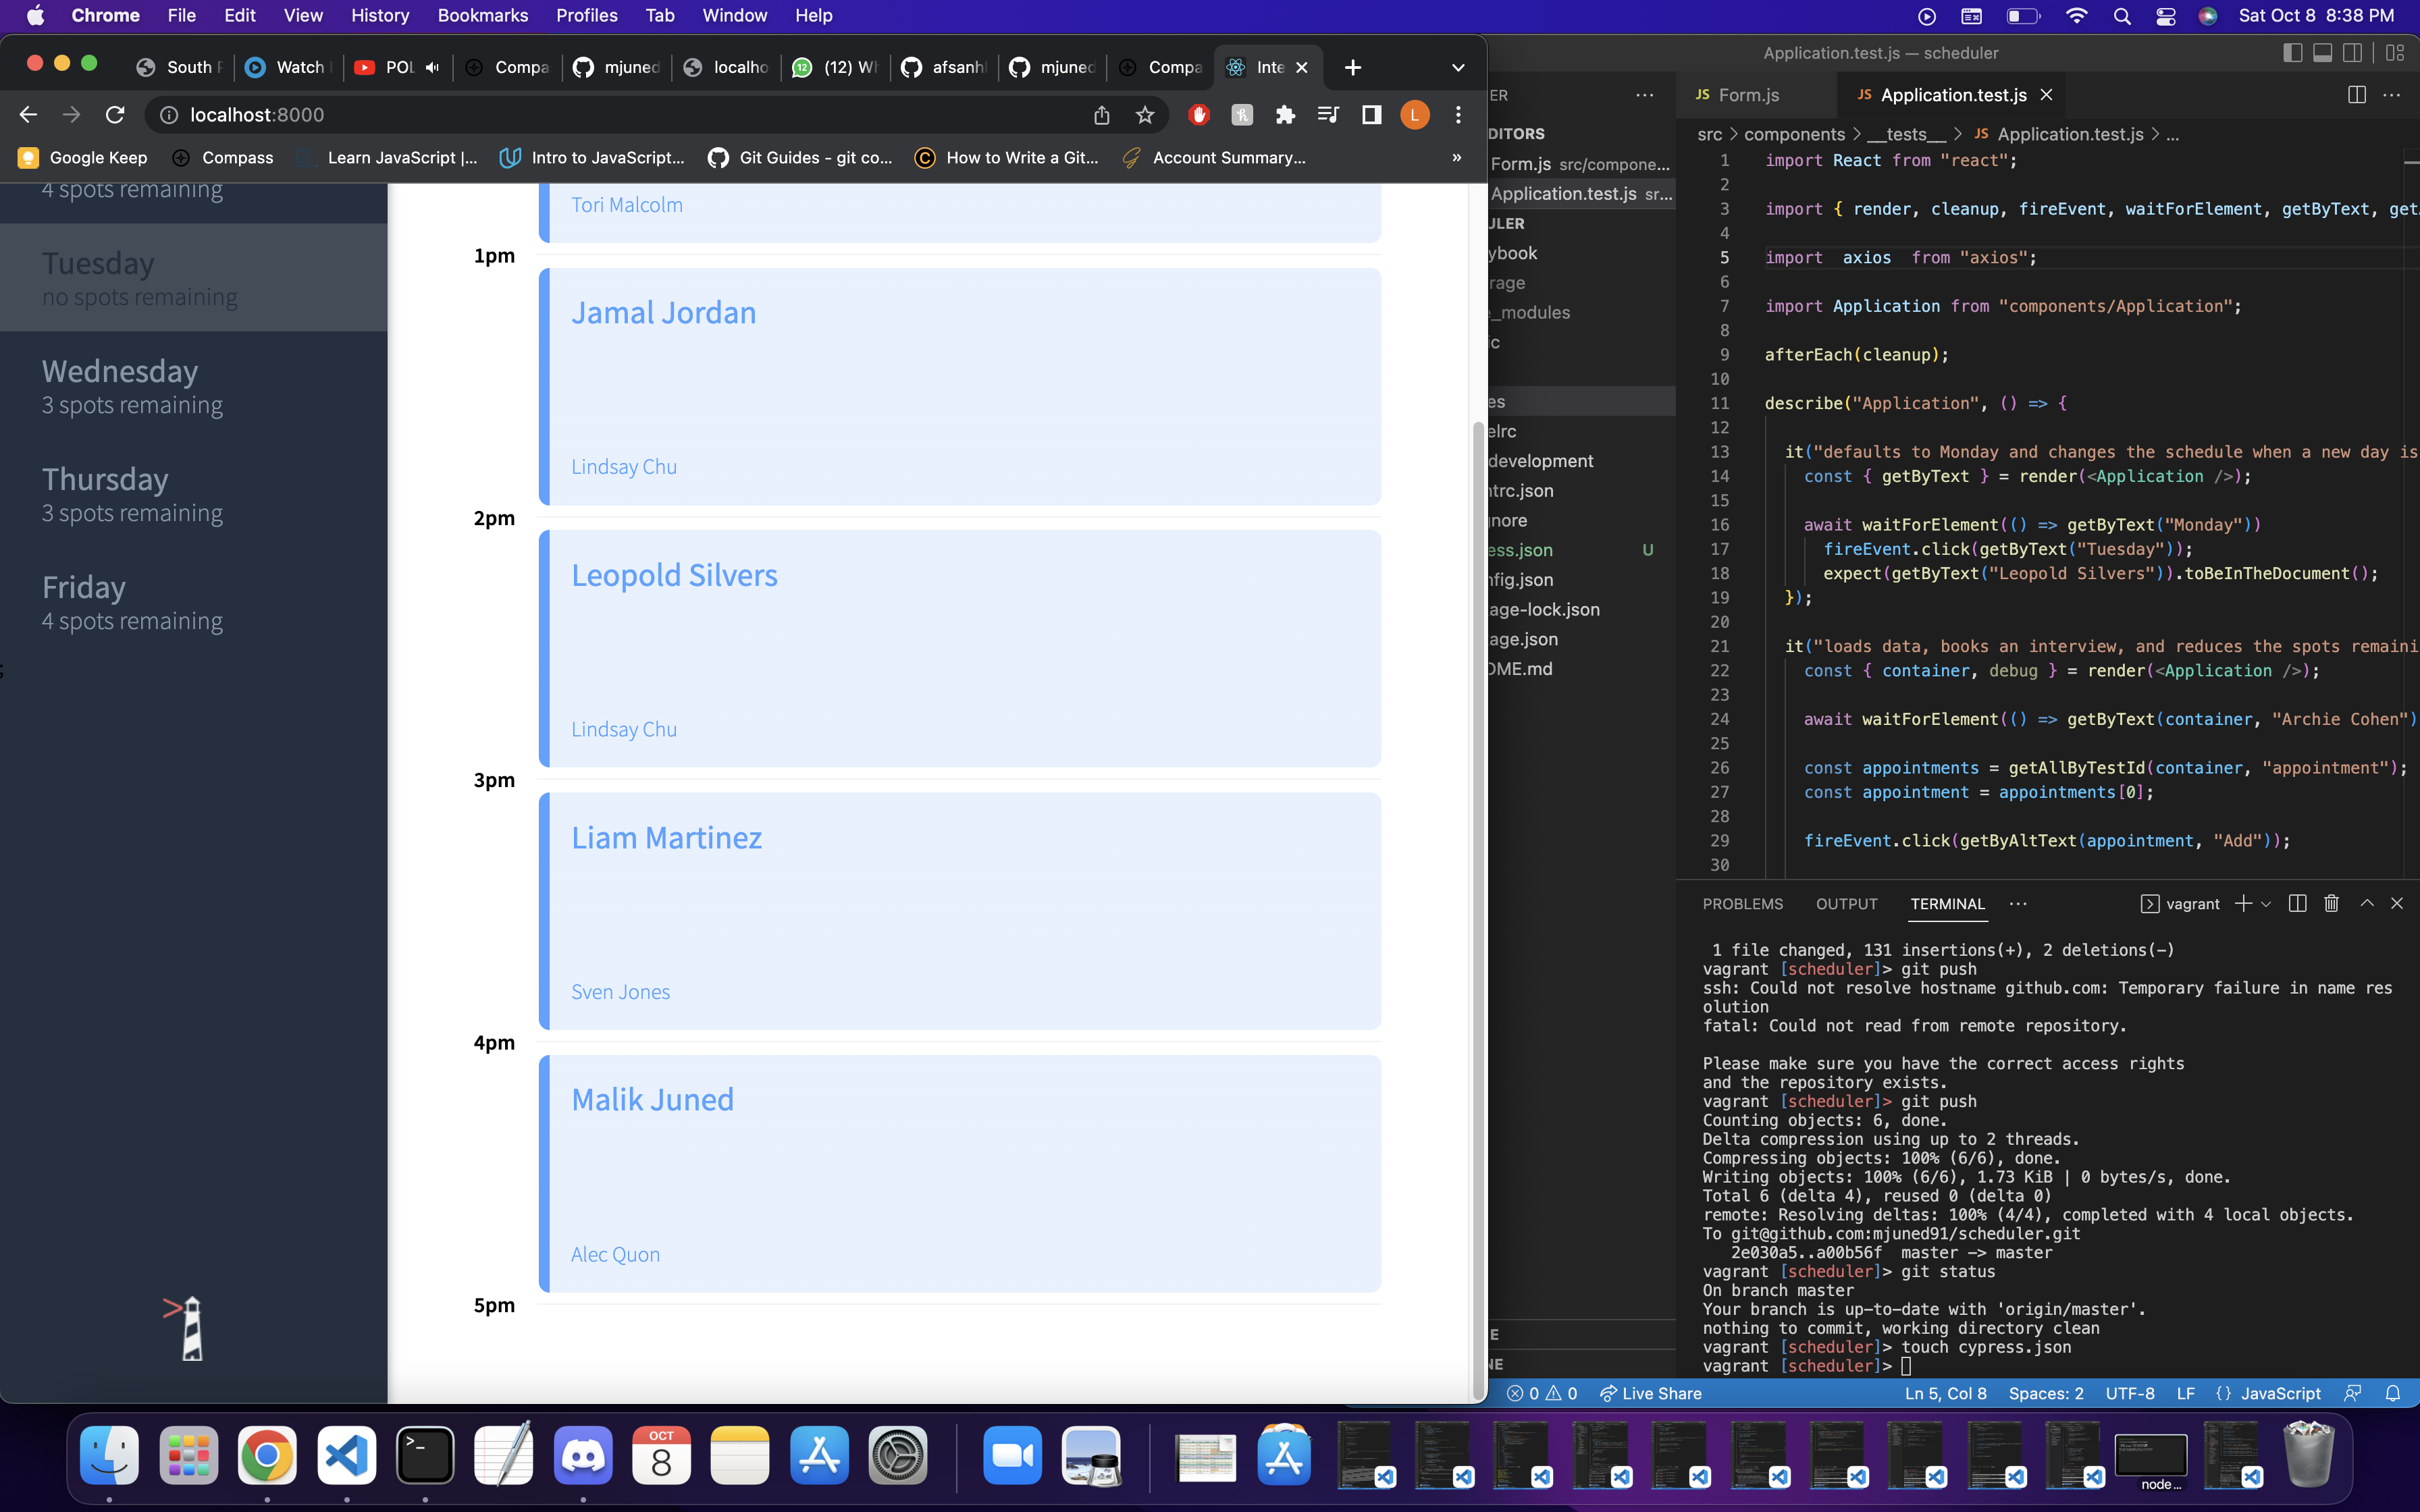 Chrome File Edit View History Bookmarks Profiles Tab Window Help
Sat Oct 8 8:38 PM
South Watch POL Compa mjuned localho (12) Wh afsanh mjuned Compa Inte
localhost:8000
L
Google Keep Compass Learn JavaScript |... Intro to JavaScript... Git Guides - git co... How to Write a Git... Account Summary... »
4 spots remaining
Tuesday
no spots remaining
Wednesday
3 spots remaining
Thursday
3 spots remaining
Friday
4 spots remaining
;
Tori Malcolm
1pm
Jamal Jordan
Lindsay Chu
2pm
Leopold Silvers
Lindsay Chu
3pm
Liam Martinez
Sven Jones
4pm
Malik Juned
Alec Quon
5pm
Application.test.js — scheduler
ER ...
DITORS
Form.js src/compone...
Application.test.js sr...
ULER
ybook
rage
e_modules
ic
es
elrc
development
ntrc.json
nore
ess.json U
nfig.json
age-lock.json
age.json
DME.md
E
NE
JS Form.js JS Application.test.js
src > components > __tests__ > JS Application.test.js > ...
1 import React from "react";
2
3 import { render, cleanup, fireEvent, waitForElement, getByText, get
4
5 import  axios  from "axios";
6
7 import Application from "components/Application";
8
9 afterEach(cleanup);
10
11 describe("Application", () => {
12
13 it("defaults to Monday and changes the schedule when a new day is
14 const { getByText } = render(<Application />);
15
16 await waitForElement(() => getByText("Monday"))
17 fireEvent.click(getByText("Tuesday"));
18 expect(getByText("Leopold Silvers")).toBeInTheDocument();
19 });
20
21 it("loads data, books an interview, and reduces the spots remaini
22 const { container, debug } = render(<Application />);
23
24 await waitForElement(() => getByText(container, "Archie Cohen")
25
26 const appointments = getAllByTestId(container, "appointment");
27 const appointment = appointments[0];
28
29 fireEvent.click(getByAltText(appointment, "Add"));
30
PROBLEMS OUTPUT TERMINAL ... vagrant
1 file changed, 131 insertions(+), 2 deletions(-)
vagrant [scheduler]> git push
ssh: Could not resolve hostname github.com: Temporary failure in name res
olution
fatal: Could not read from remote repository.
Please make sure you have the correct access rights
and the repository exists.
vagrant [scheduler]> git push
Counting objects: 6, done.
Delta compression using up to 2 threads.
Compressing objects: 100% (6/6), done.
Writing objects: 100% (6/6), 1.73 KiB | 0 bytes/s, done.
Total 6 (delta 4), reused 0 (delta 0)
remote: Resolving deltas: 100% (4/4), completed with 4 local objects.
To git@github.com:mjuned91/scheduler.git
2e030a5..a00b56f  master -> master
vagrant [scheduler]> git status
On branch master
Your branch is up-to-date with 'origin/master'.
nothing to commit, working directory clean
vagrant [scheduler]> touch cypress.json
vagrant [scheduler]>
0 0 Live Share Ln 5, Col 8 Spaces: 2 UTF-8 LF {} JavaScript
OCT
8
node ...